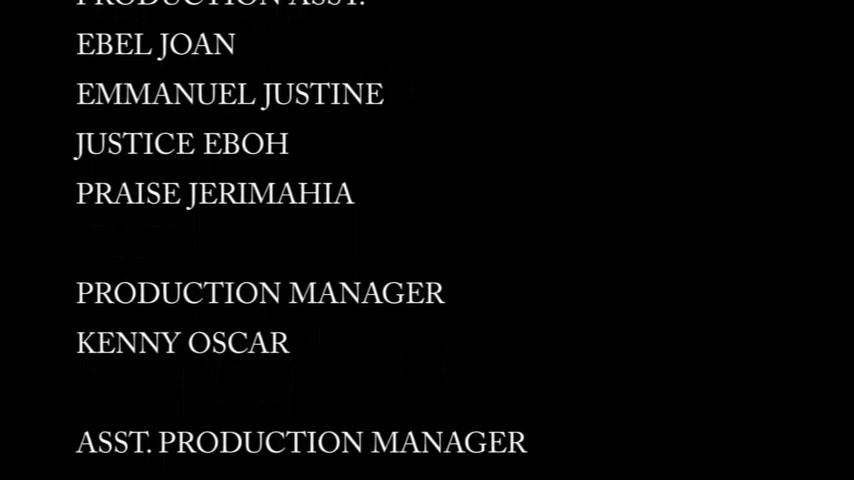 PRODUCTION ASST.
EBEL JOAN
EMMANUEL JUSTINE
JUSTICE EBOH
PRAISE JERIMAHIA
PRODUCTION MANAGER
KENNY OSCAR
ASST. PRODUCTION MANAGER